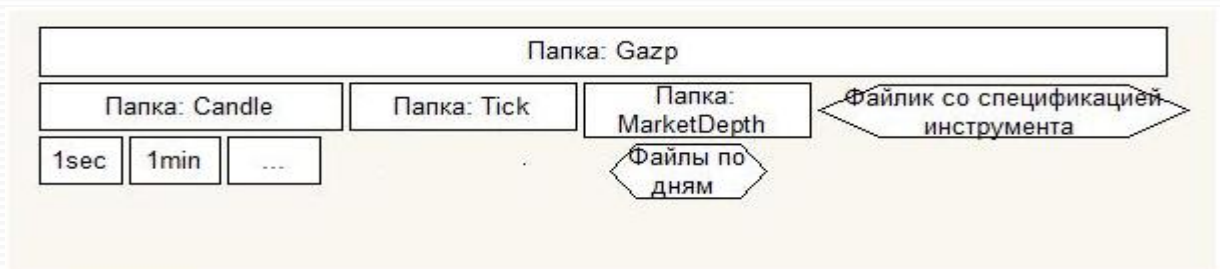 Папка: Gazp
Папка: Candle
Папка: Tick
Папка:
MarketDepth
Файлик со спецификацией
инструмента
1sec
1min
...
Файлы по
дням